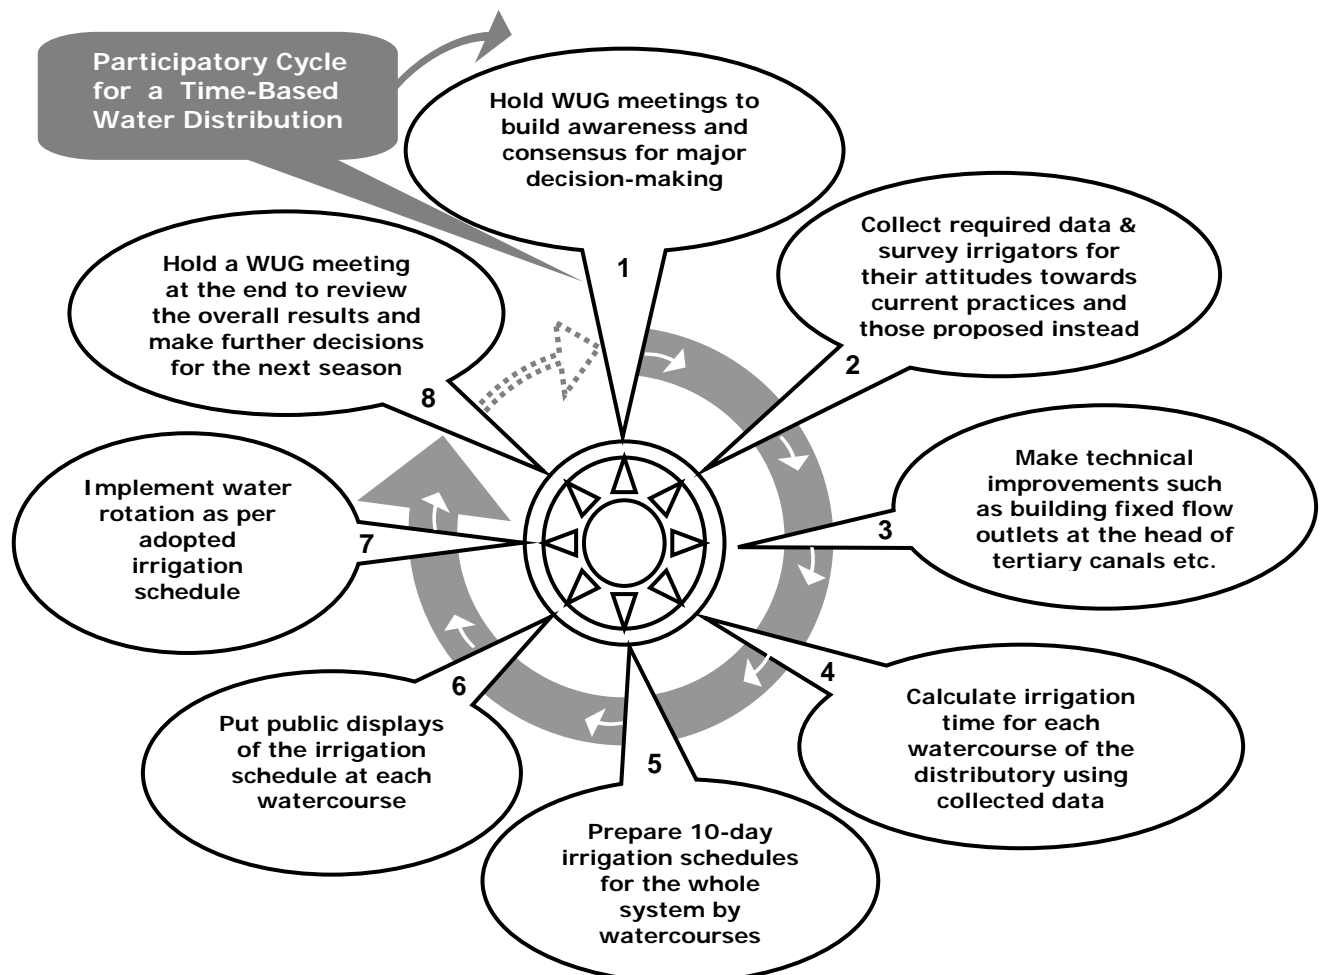 Participatory Cycle
for a Time-Based
Water Distribution
Hold WUG meetings to
build awareness and
consensus for major
decision-making
1
Collect required data &
survey irrigators for
their attitudes towards
current practices and
those proposed instead
2
Make technical
improvements such
as building fixed flow
outlets at the head of
tertiary canals etc.
3
Calculate irrigation
time for each
watercourse of the
distributory using
collected data
4
Prepare 10-day
irrigation schedules
for the whole
system by
watercourses
5
Put public displays
of the irrigation
schedule at each
watercourse
6
Implement water
rotation as per
adopted
irrigation
schedule
7
Hold a WUG meeting
at the end to review
the overall results and
make further decisions
for the next season
8